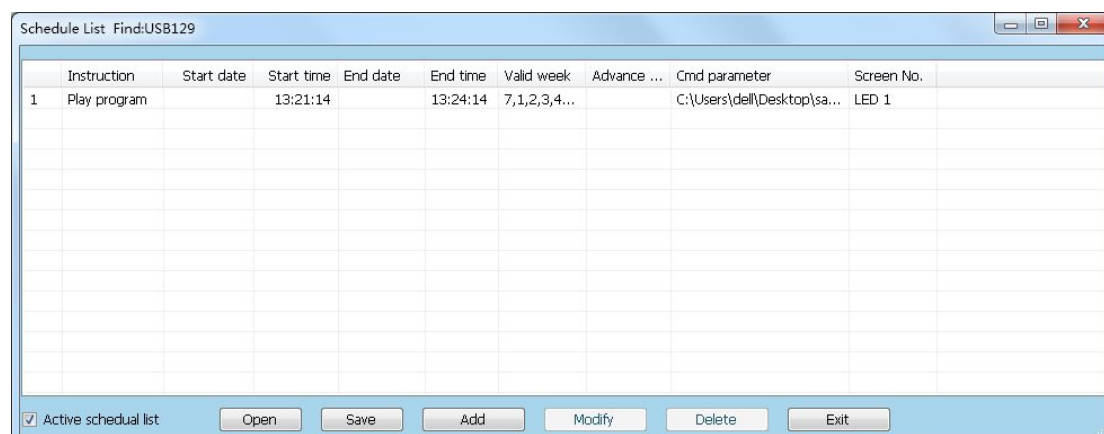 Schedule List Find:USB129
Instruction Start date Start time End date End time Valid week Advance ... Cmd parameter Screen No.
1 Play program 13:21:14 13:24:14 7,1,2,3,4... C:\Users\dell\Desktop\sa... LED 1
Active schedual list Open Save Add Modify Delete Exit